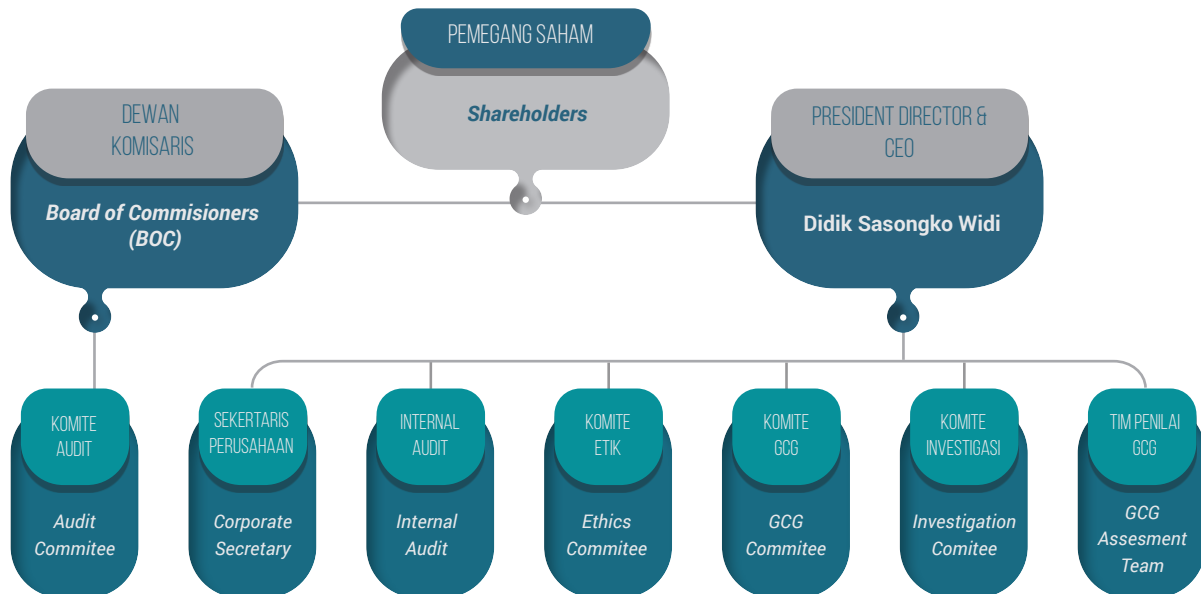 PEMEGANG SAHAM
Shareholders
DEWAN
KOMISARIS
Board of Commisioners
(BOC)
PRESIDENT DIRECTOR &
CEO
Didik Sasongko Widi
KOMITE
AUDIT
Audit
Commitee
SEKERTARIS
PERUSAHAAN
Corporate
Secretary
INTERNAL
AUDIT
Internal
Audit
KOMITE
ETIK
Ethics
Commitee
KOMITE
GCG
GCG
Commitee
KOMITE
INVESTIGASI
Investigation
Comitee
TIM PENILAI
GCG
GCG
Assesment
Team